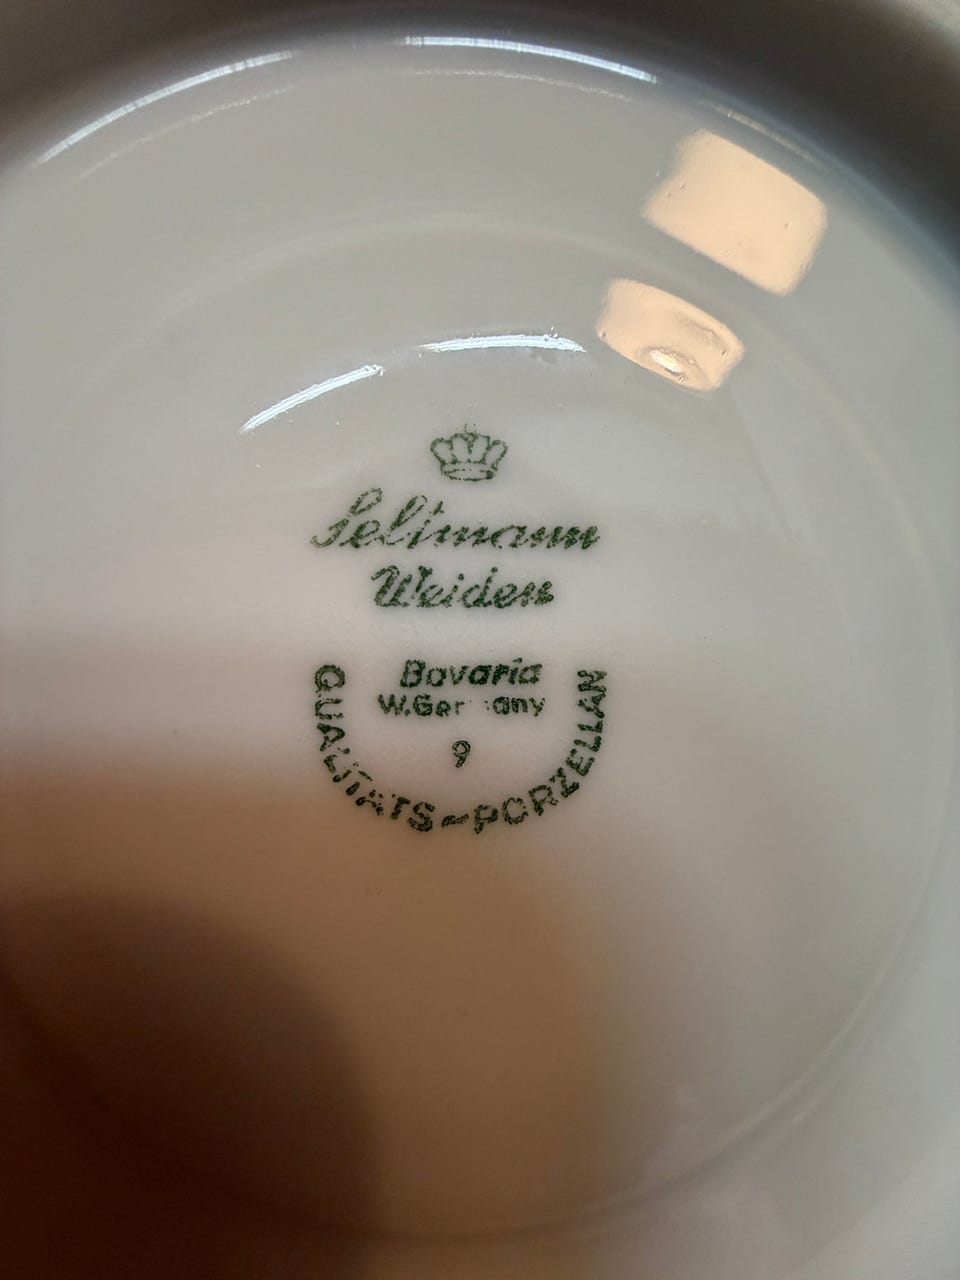 Seltmann
Weiden
Bavaria
W.Germany
9
QUALITÄTS-PORZELLAN